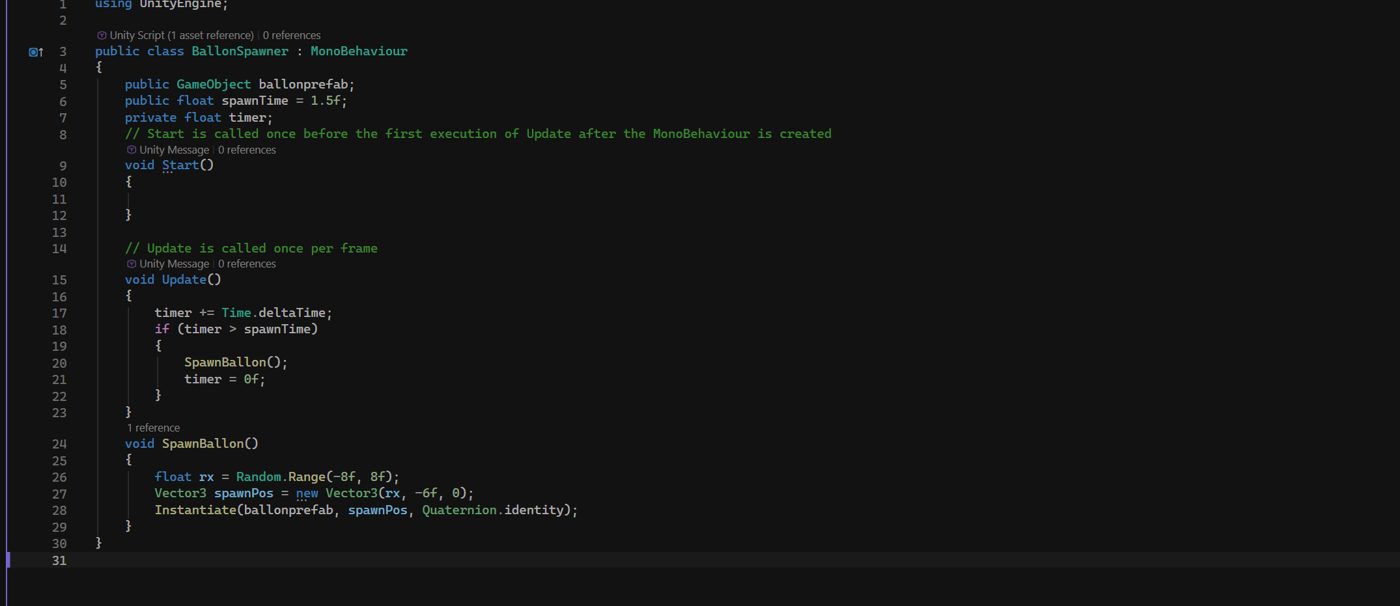 1 using UnityEngine;
2
Unity Script (1 asset reference) | 0 references
3 public class BallonSpawner : MonoBehaviour
4 {
5 public GameObject ballonprefab;
6 public float spawnTime = 1.5f;
7 private float timer;
8 // Start is called once before the first execution of Update after the MonoBehaviour is created
Unity Message | 0 references
9 void Start()
10 {
11
12 }
13
14 // Update is called once per frame
Unity Message | 0 references
15 void Update()
16 {
17 timer += Time.deltaTime;
18 if (timer > spawnTime)
19 {
20 SpawnBallon();
21 timer = 0f;
22 }
23 }
1 reference
24 void SpawnBallon()
25 {
26 float rx = Random.Range(-8f, 8f);
27 Vector3 spawnPos = new Vector3(rx, -6f, 0);
28 Instantiate(ballonprefab, spawnPos, Quaternion.identity);
29 }
30 }
31